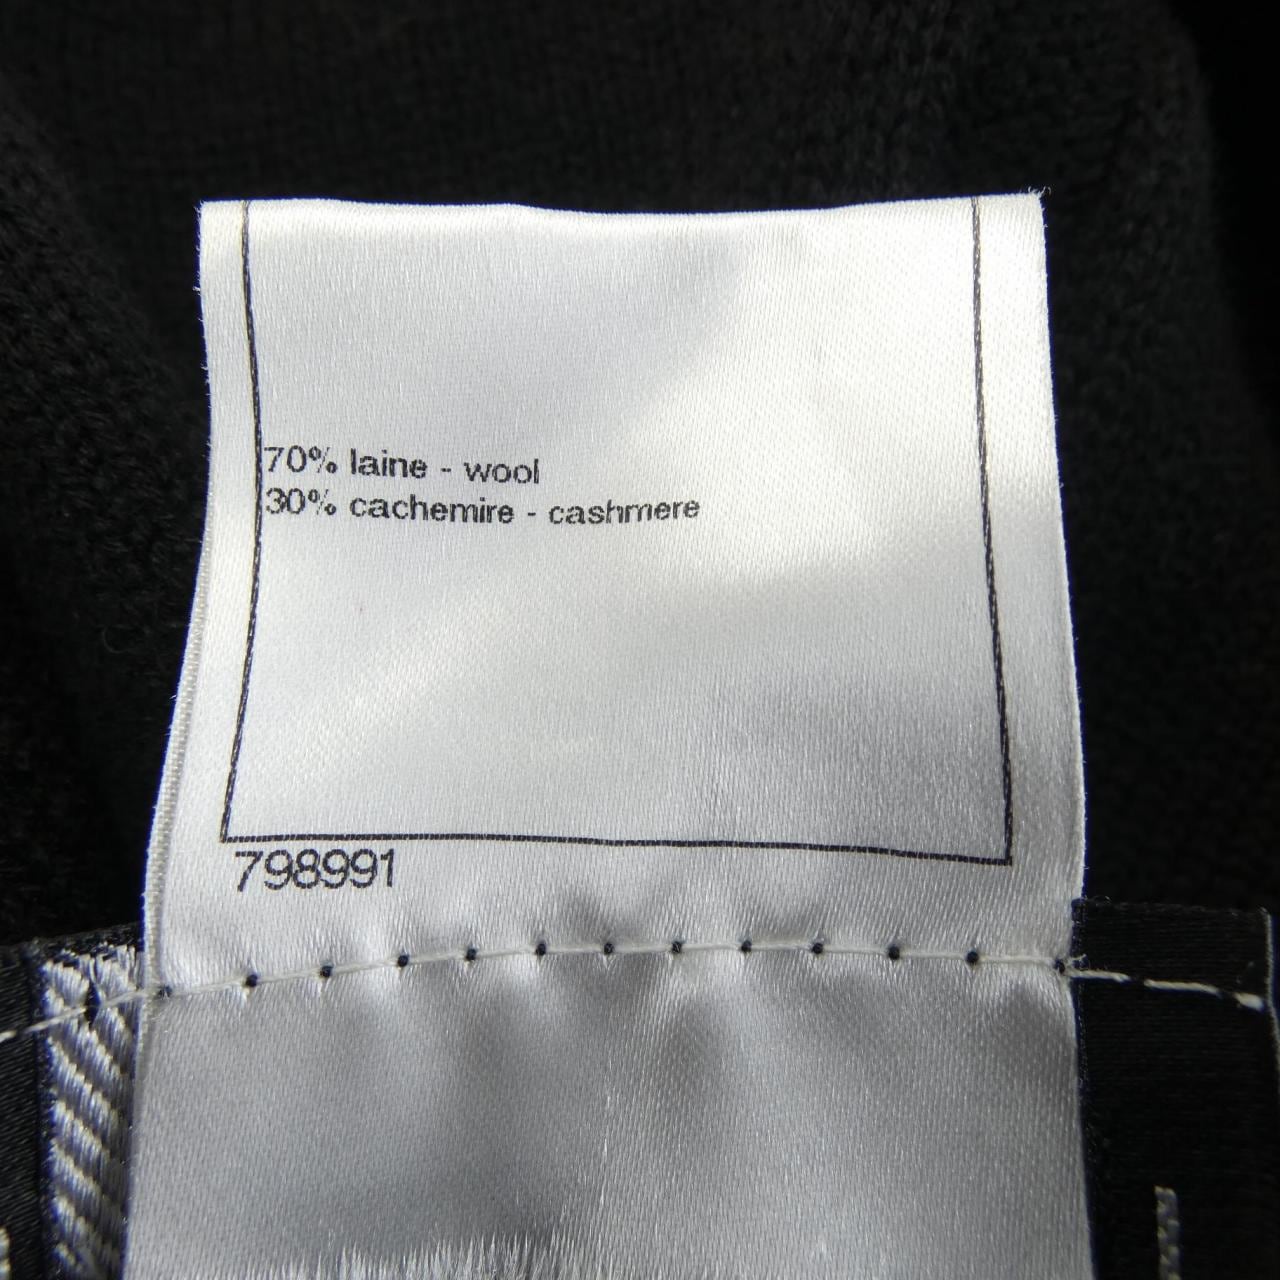 70% laine - wool
30% cachemire - cashmere
798991